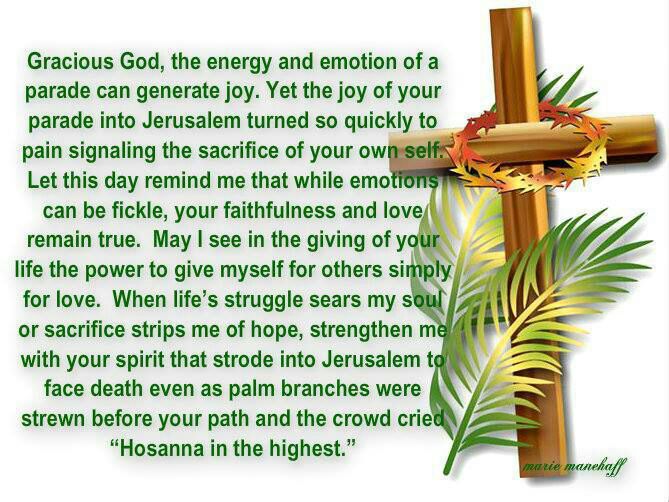 Gracious God, the energy and emotion of a
parade can generate joy. Yet the joy of your
parade into Jerusalem turned so quickly to
pain signaling the sacrifice of your own self.
Let this day remind me that while emotions
can be fickle, your faithfulness and love
remain true.  May I see in the giving of your
life the power to give myself for others simply
for love.  When life’s struggle sears my soul
or sacrifice strips me of hope, strengthen me
with your spirit that strode into Jerusalem to
face death even as palm branches were
strewn before your path and the crowd cried
“Hosanna in the highest.”
marie manehaff